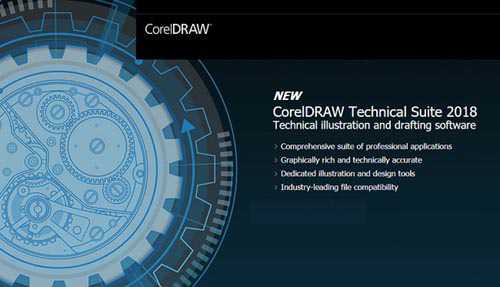 CorelDRAW™
NEW
CorelDRAW Technical Suite 2018
Technical illustration and drafting software
› Comprehensive suite of professional applications
› Graphically rich and technically accurate
› Dedicated illustration and design tools
› Industry-leading file compatibility